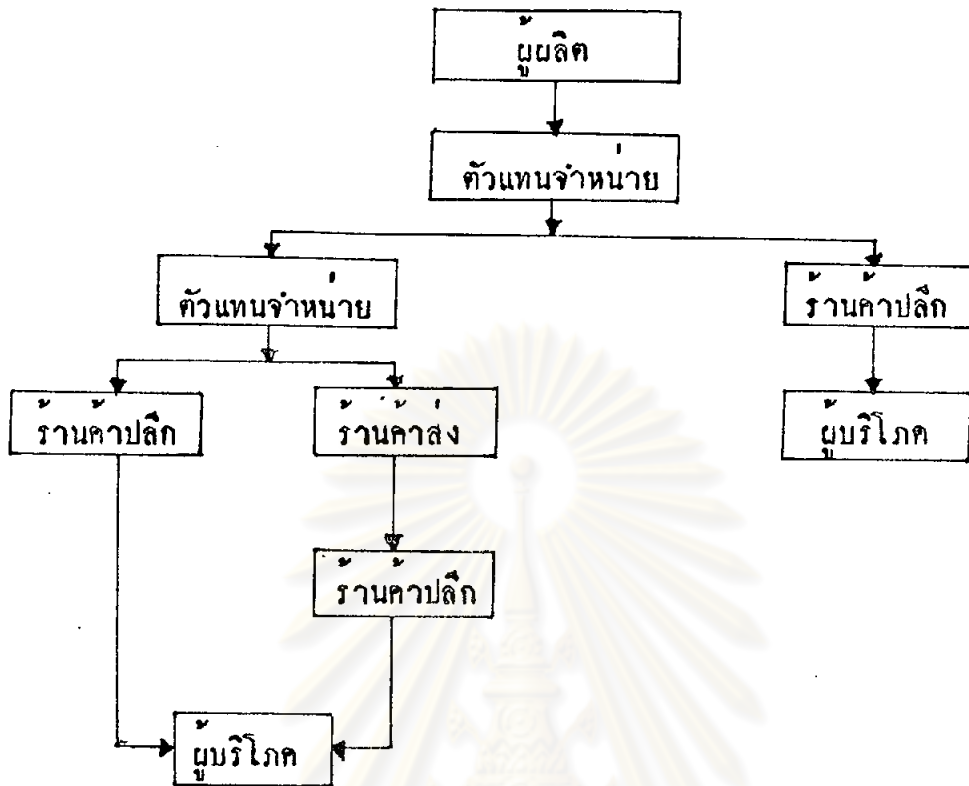 ผู้ผลิต
ตัวแทนจำหน่าย
ตัวแทนจำหน่าย
ร้านค้าปลีก
ร้านค้าปลีก
ร้านค้าส่ง
ผู้บริโภค
ร้านค้าปลีก
ผู้บริโภค